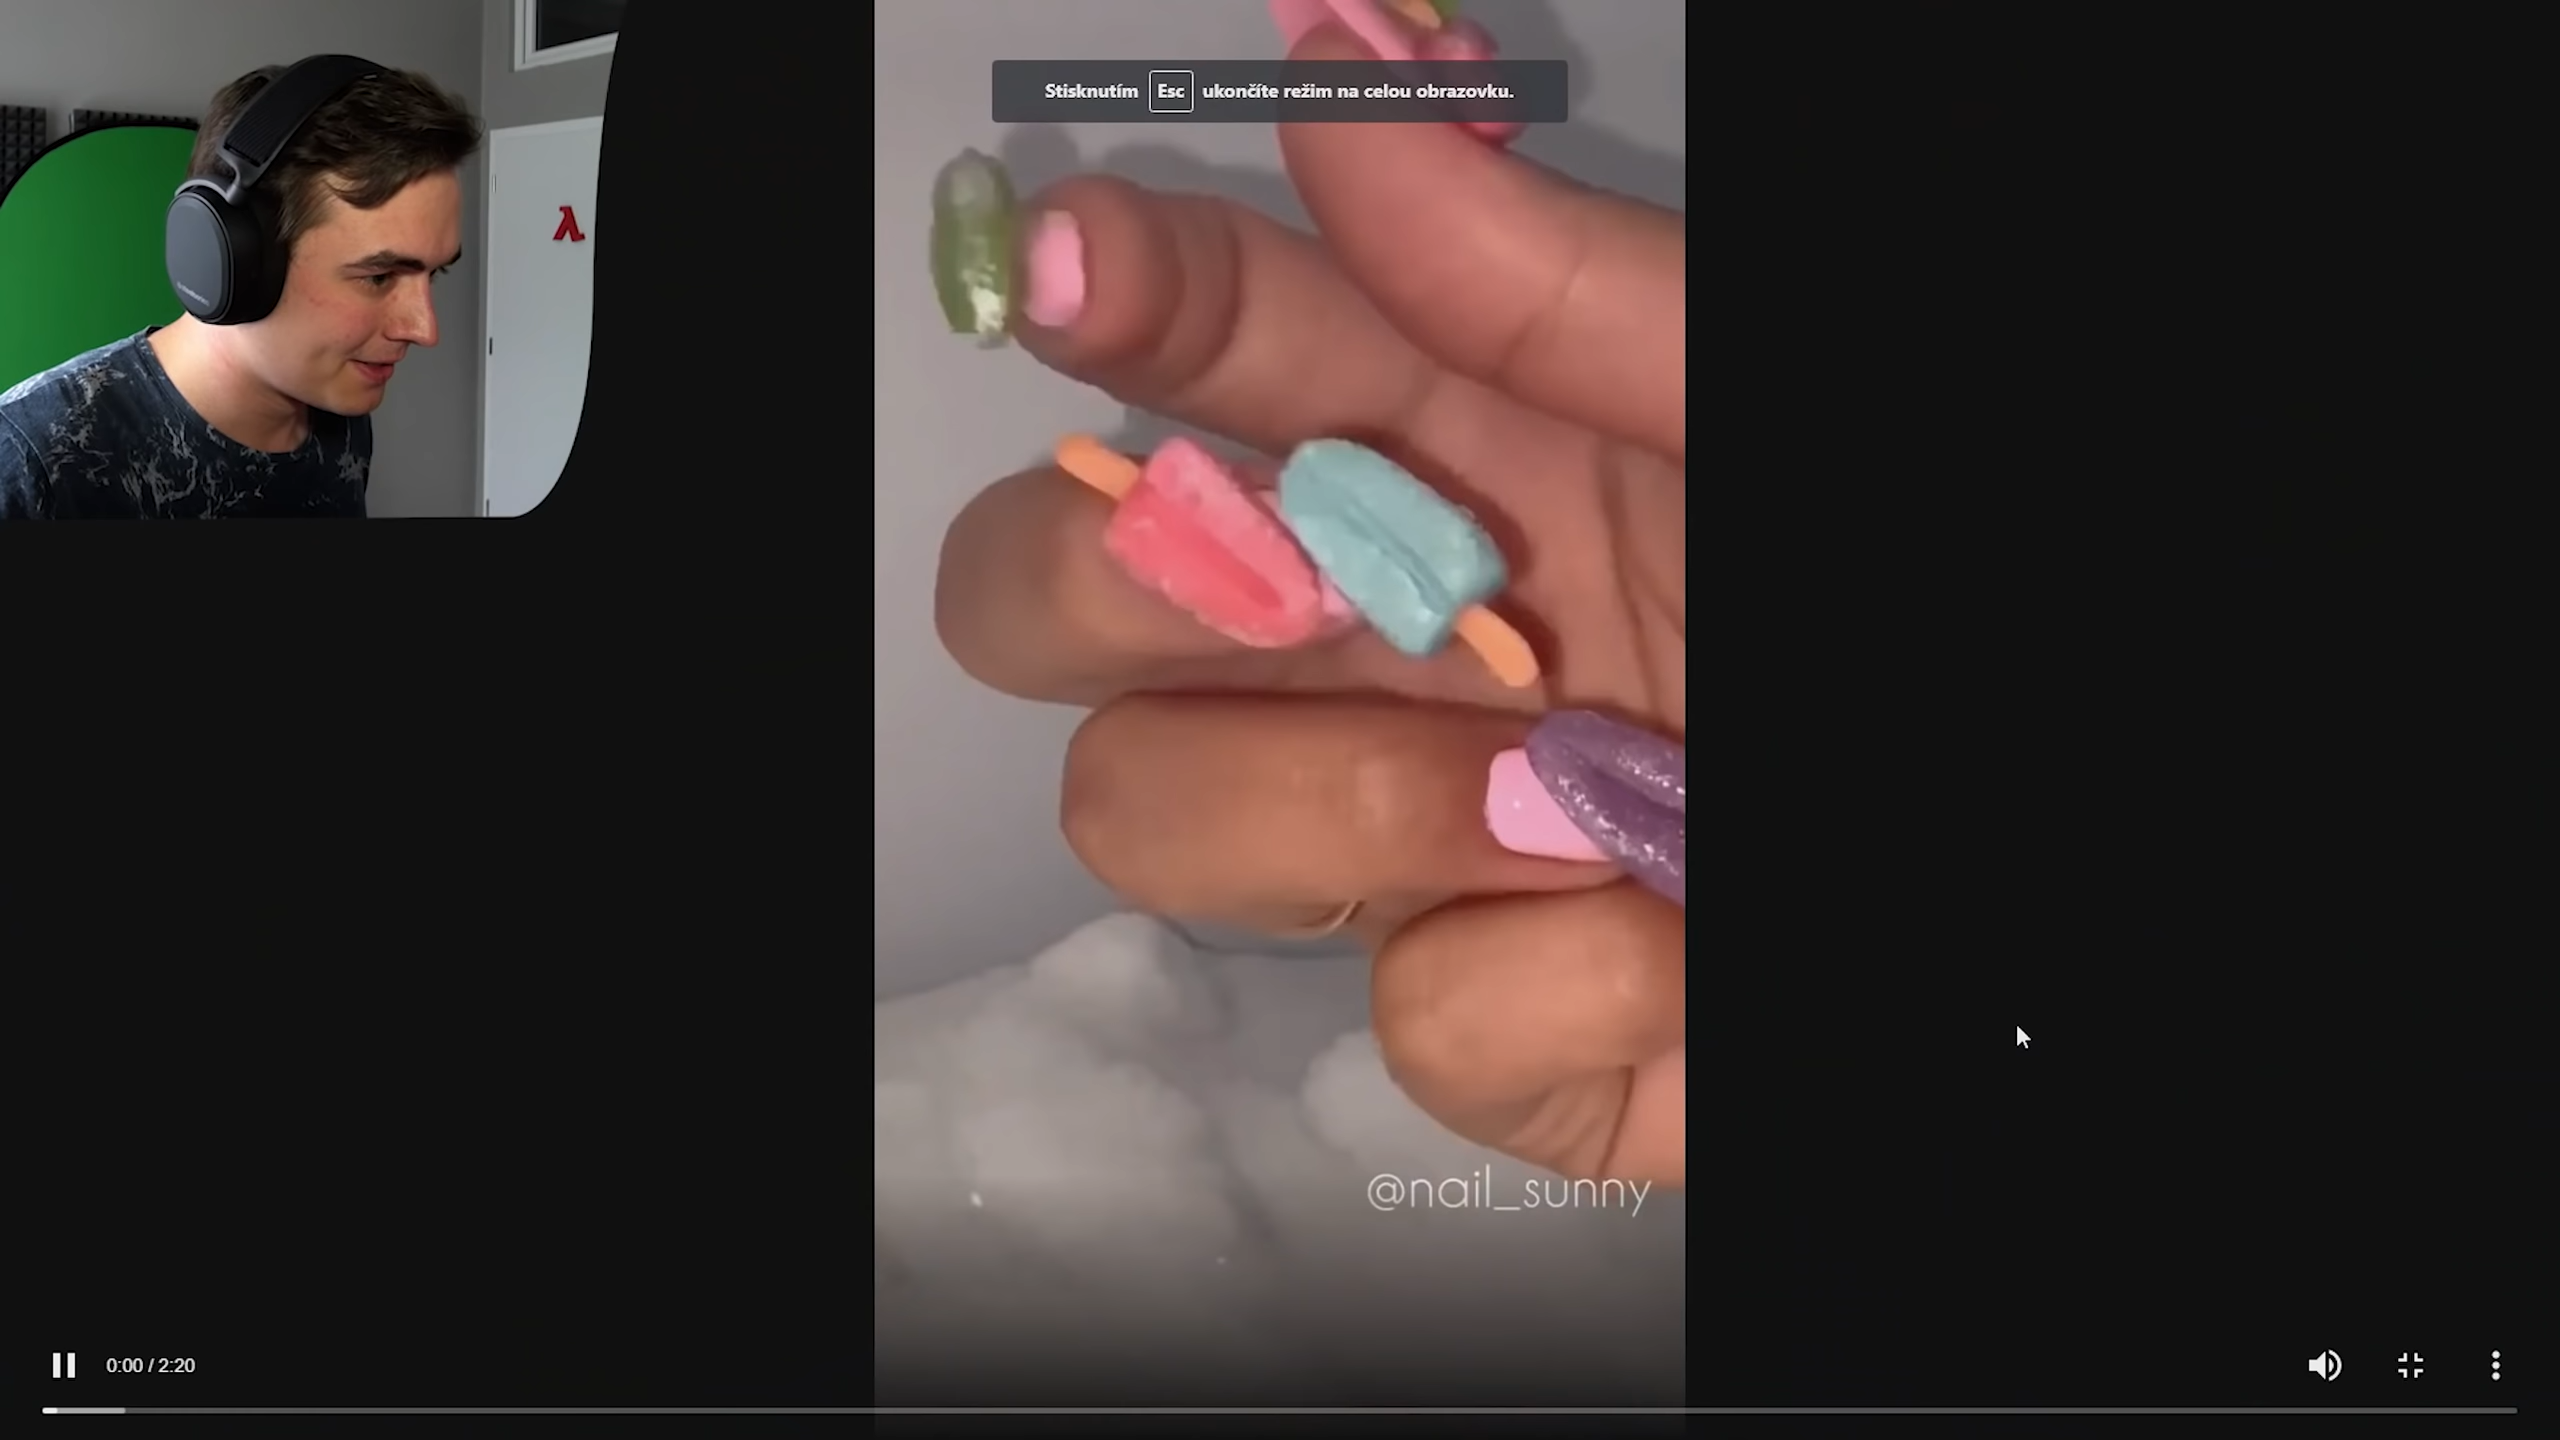 Stisknutím Esc ukončíte režim na celou obrazovku.
λ
@nail_sunny
0:00 / 2:20